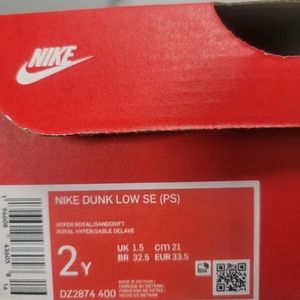 NIKE
NIKE DUNK LOW SE (PS)
HYPER ROYAL/SANDDRIFT
ROYAL HYPER/SABLE DELAVE
2Y
UK 1.5 cm 21
BR 32.5 EUR 33.5
DZ2874 400
MADE IN VIETNAM